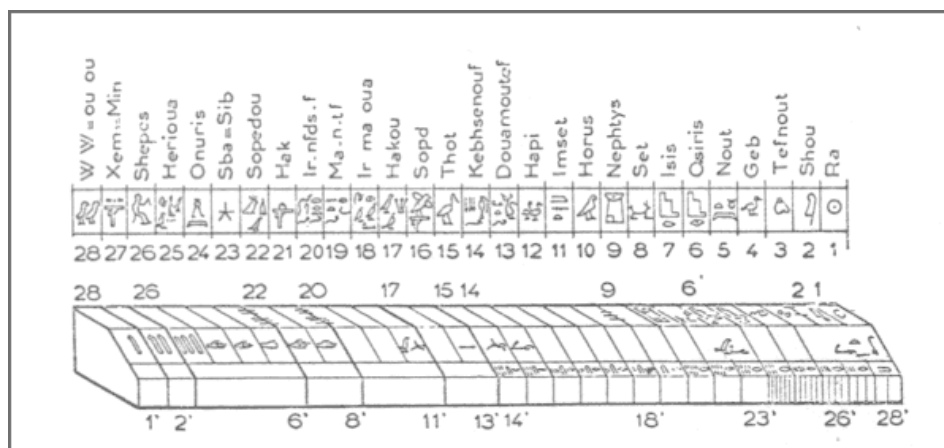 W W=ou ou Xem=Min Shepes Herioua Onuris Sba=Sib Sopedou Hak Ir.nfds.f Ma.n.tf Ir ma oua Hakou Sopd Thot Kebhsenouf Douamoutef Hapi Imset Horus Nephtys Set Isis Osiris Nout Geb Tefnout Shou Ra
28 27 26 25 24 23 22 21 20 19 18 17 16 15 14 13 12 11 10 9 8 7 6 5 4 3 2 1
28 26 22 20 17 15 14 9 6' 2 1
1' 2' 6' 8' 11' 13' 14' 18' 23' 26' 28'